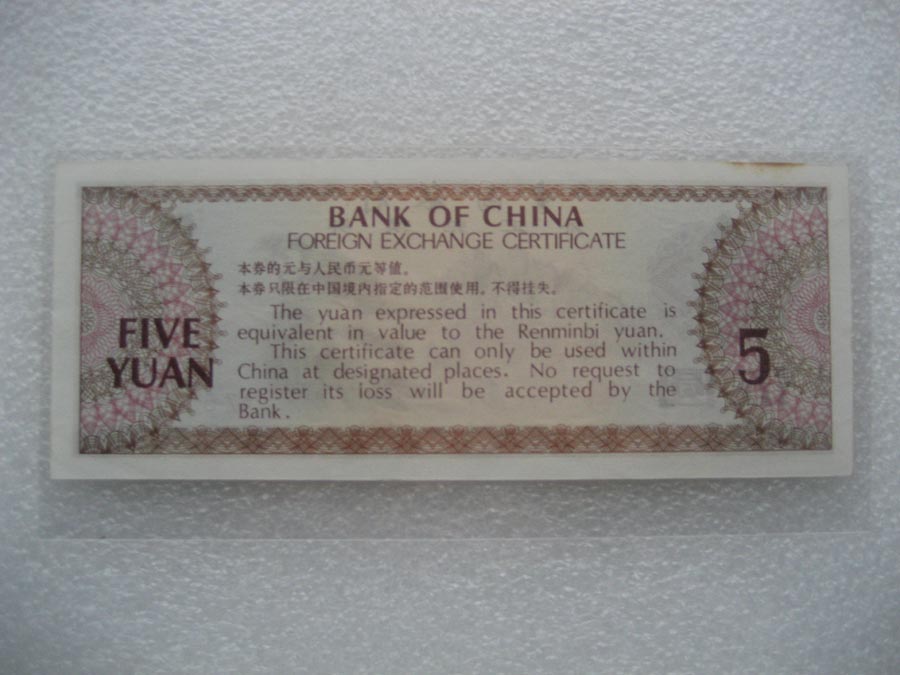 BANK OF CHINA
FOREIGN EXCHANGE CERTIFICATE
本券的元与人民币元等值。
本券只限在中国境内指定的范围使用，不得挂失。
The yuan expressed in this certificate is
equivalent in value to the Renminbi yuan.
This certificate can only be used within
China at designated places. No request to
register its loss will be accepted by the
Bank.
FIVE
YUAN
5